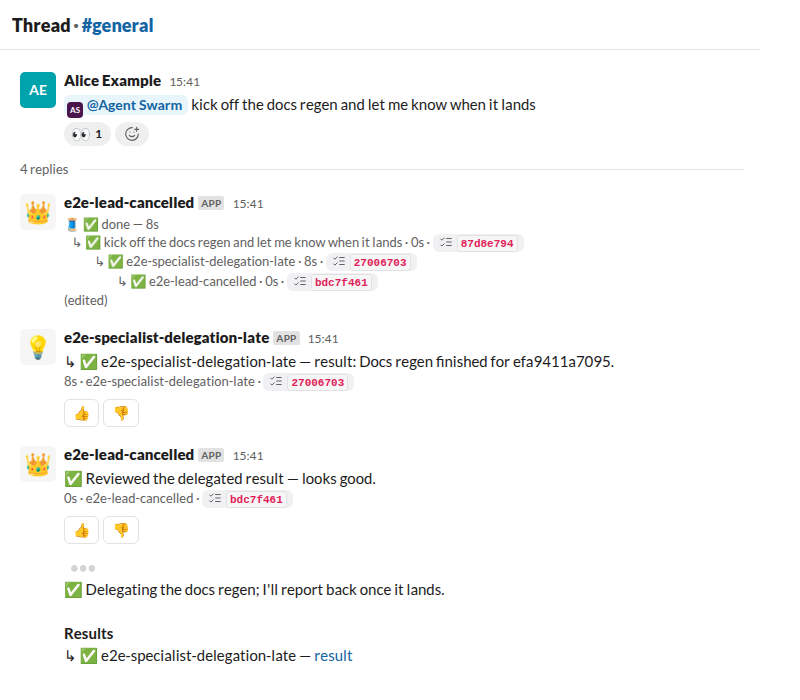 Thread · #general
AE
Alice Example 15:41
AS @Agent Swarm kick off the docs regen and let me know when it lands
👀 1
4 replies
e2e-lead-cancelled APP 15:41
🧵 ✅ done — 8s
↳ ✅ kick off the docs regen and let me know when it lands · 0s · 87d8e794
↳ ✅ e2e-specialist-delegation-late · 8s · 27006703
↳ ✅ e2e-lead-cancelled · 0s · bdc7f461
(edited)
e2e-specialist-delegation-late APP 15:41
↳ ✅ e2e-specialist-delegation-late — result: Docs regen finished for efa9411a7095.
8s · e2e-specialist-delegation-late · 27006703
👍 👎
e2e-lead-cancelled APP 15:41
✅ Reviewed the delegated result — looks good.
0s · e2e-lead-cancelled · bdc7f461
👍 👎
✅ Delegating the docs regen; I'll report back once it lands.
Results
↳ ✅ e2e-specialist-delegation-late — result